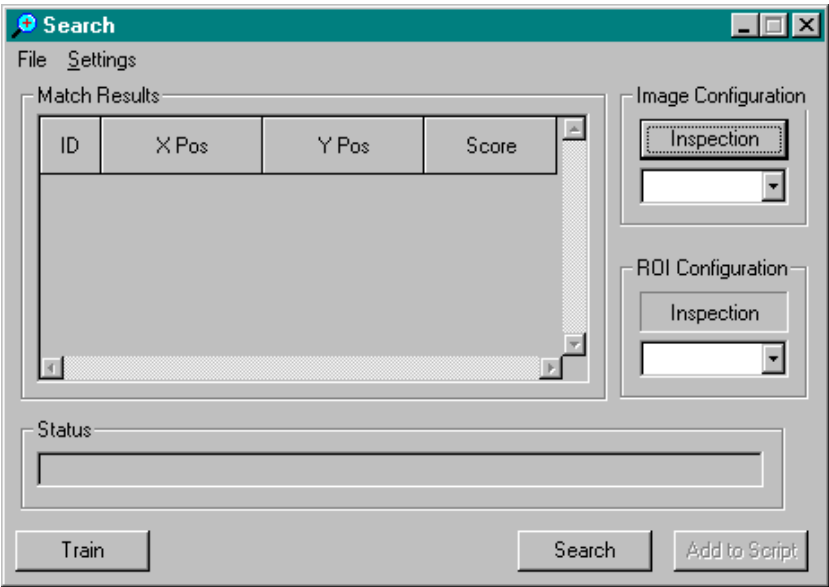 Search
File Settings
Match Results
ID X Pos Y Pos Score
Image Configuration
Inspection
ROI Configuration
Inspection
Status
Train Search Add to Script